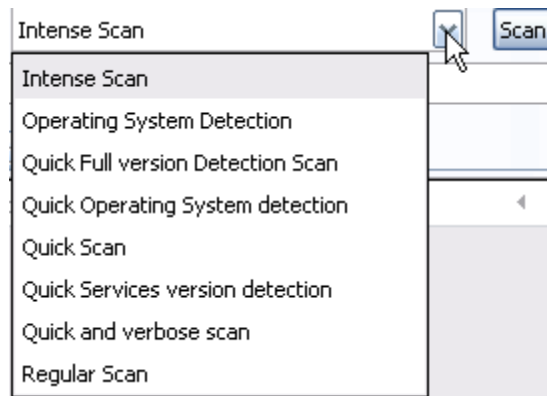 Intense Scan
Scan
Intense Scan
Operating System Detection
Quick Full version Detection Scan
Quick Operating System detection
Quick Scan
Quick Services version detection
Quick and verbose scan
Regular Scan